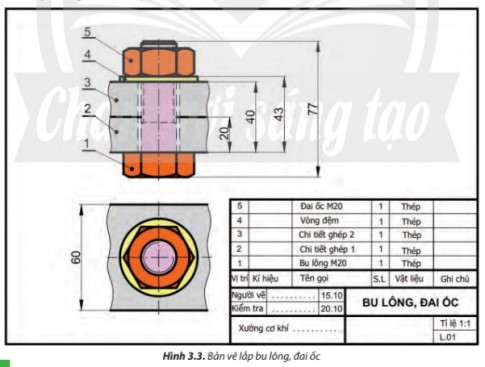 5
4
3
2
1
20
40
43
77
60
Chân trời sáng tạo
5 Đai ốc M20 1 Thép
4 Vòng đệm 1 Thép
3 Chi tiết ghép 2 1 Thép
2 Chi tiết ghép 1 1 Thép
1 Bu lông M20 1 Thép
Vị trí Kí hiệu Tên gọi S.L Vật liệu Ghi chú
Người vẽ .......... 15.10
Kiểm tra .......... 20.10
BU LÔNG, ĐAI ỐC
Xưởng cơ khí ..........
Tỉ lệ 1:1
L.01
Hình 3.3. Bản vẽ lắp bu lông, đai ốc